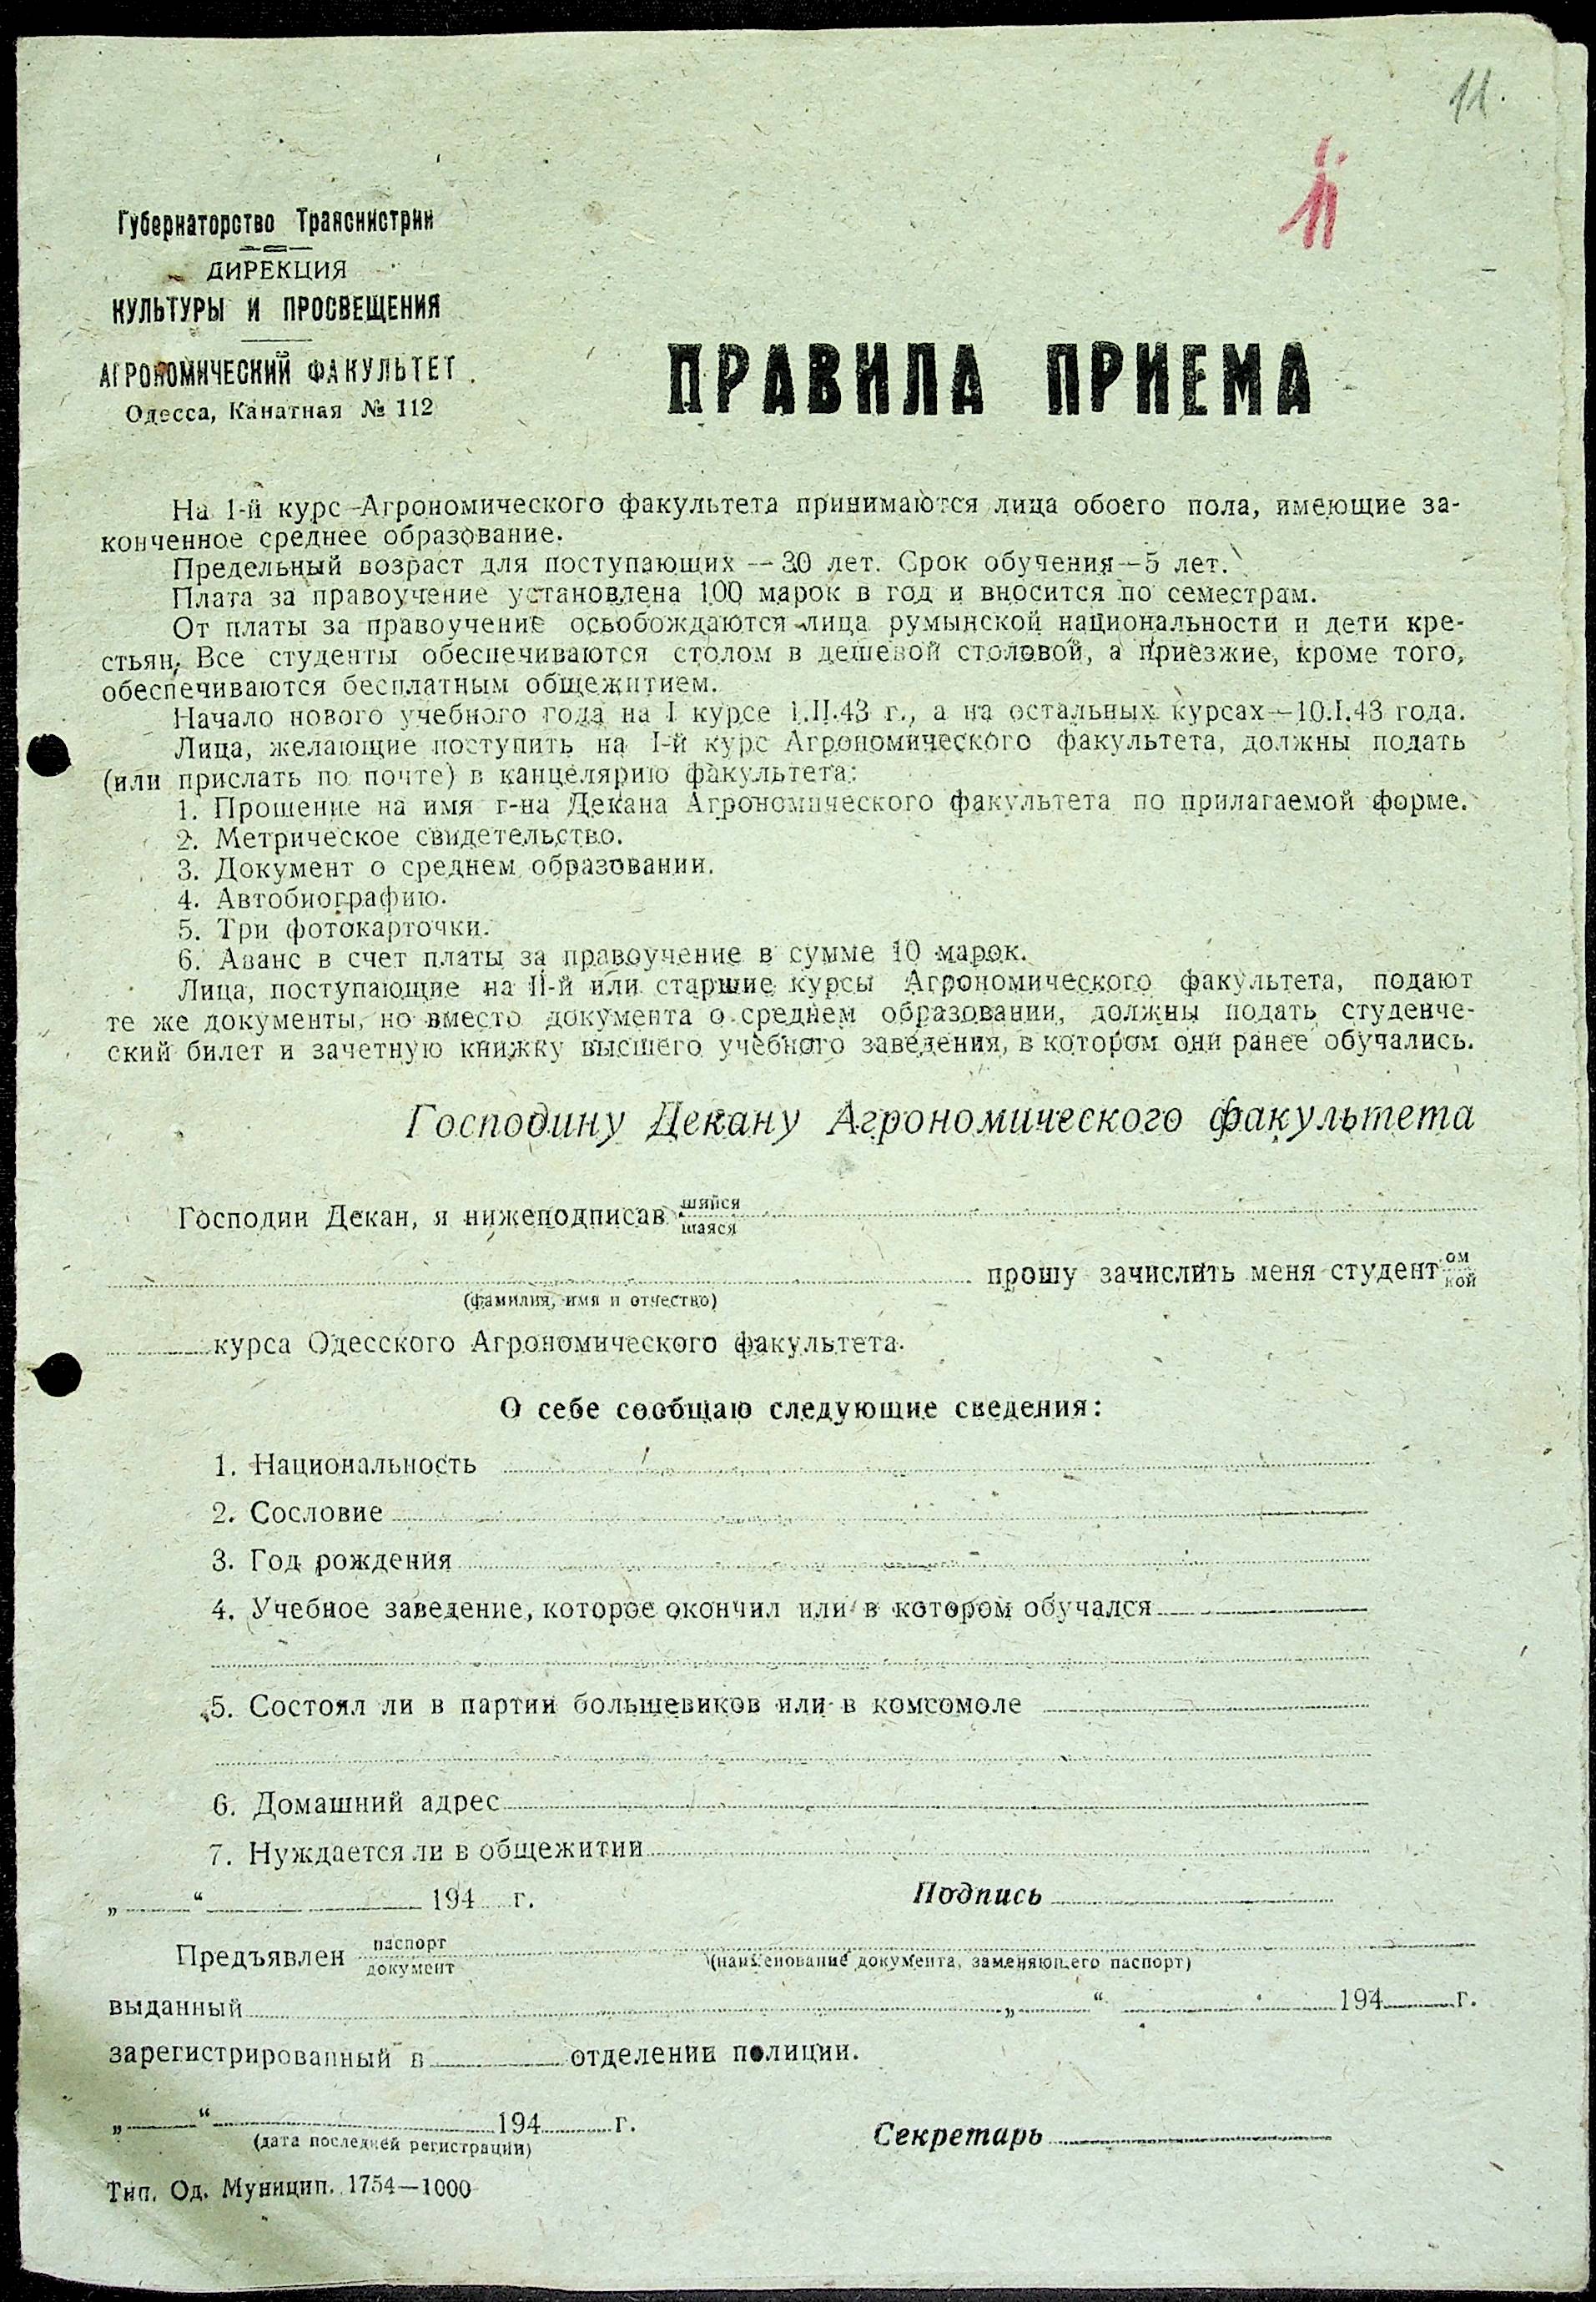 11.
11
Губернаторство Транснистрии
ДИРЕКЦИЯ
КУЛЬТУРЫ И ПРОСВЕЩЕНИЯ
АГРОНОМИЧЕСКИЙ ФАКУЛЬТЕТ
Одесса, Канатная № 112
ПРАВИЛА ПРИЕМА
На 1-й курс Агрономического факультета принимаются лица обоего пола, имеющие за-
конченное среднее образование.
Предельный возраст для поступающих — 30 лет. Срок обучения—5 лет.
Плата за правоучение установлена 100 марок в год и вносится по семестрам.
От платы за правоучение освобождаются лица румынской национальности и дети кре-
стьян. Все студенты обеспечиваются столом в дешевой столовой, а приезжие, кроме того,
обеспечиваются бесплатным общежитием.
Начало нового учебного года на I курсе 1.II.43 г., а на остальных курсах—10.I.43 года.
Лица, желающие поступить на I-й курс Агрономического факультета, должны подать
(или прислать по почте) в канцелярию факультета:
1. Прошение на имя г-на Декана Агрономического факультета по прилагаемой форме.
2. Метрическое свидетельство.
3. Документ о среднем образовании.
4. Автобиографию.
5. Три фотокарточки.
6. Аванс в счет платы за правоучение в сумме 10 марок.
Лица, поступающие на II-й или старшие курсы Агрономического факультета, подают
те же документы, но вместо документа о среднем образовании, должны подать студенче-
ский билет и зачетную книжку высшего учебного заведения, в котором они ранее обучались.
Господину Декану Агрономического факультета
Господин Декан, я нижеподписав шийся
шаяся
прошу зачислить меня студент ом
кой
(фамилия, имя и отчество)
курса Одесского Агрономического факультета.
О себе сообщаю следующие сведения:
1. Национальность
2. Сословие
3. Год рождения
4. Учебное заведение, которое окончил или в котором обучался
5. Состоял ли в партии большевиков или в комсомоле
6. Домашний адрес
7. Нуждается ли в общежитии
„ “ 194 г. Подпись
Предъявлен паспорт
документ
(наименование документа, заменяющего паспорт)
выданный „ “ 194 г.
зарегистрированный в отделении полиции.
„ “ 194 г. Секретарь
(дата последней регистрации)
Тип. Од. Муницип. 1754—1000